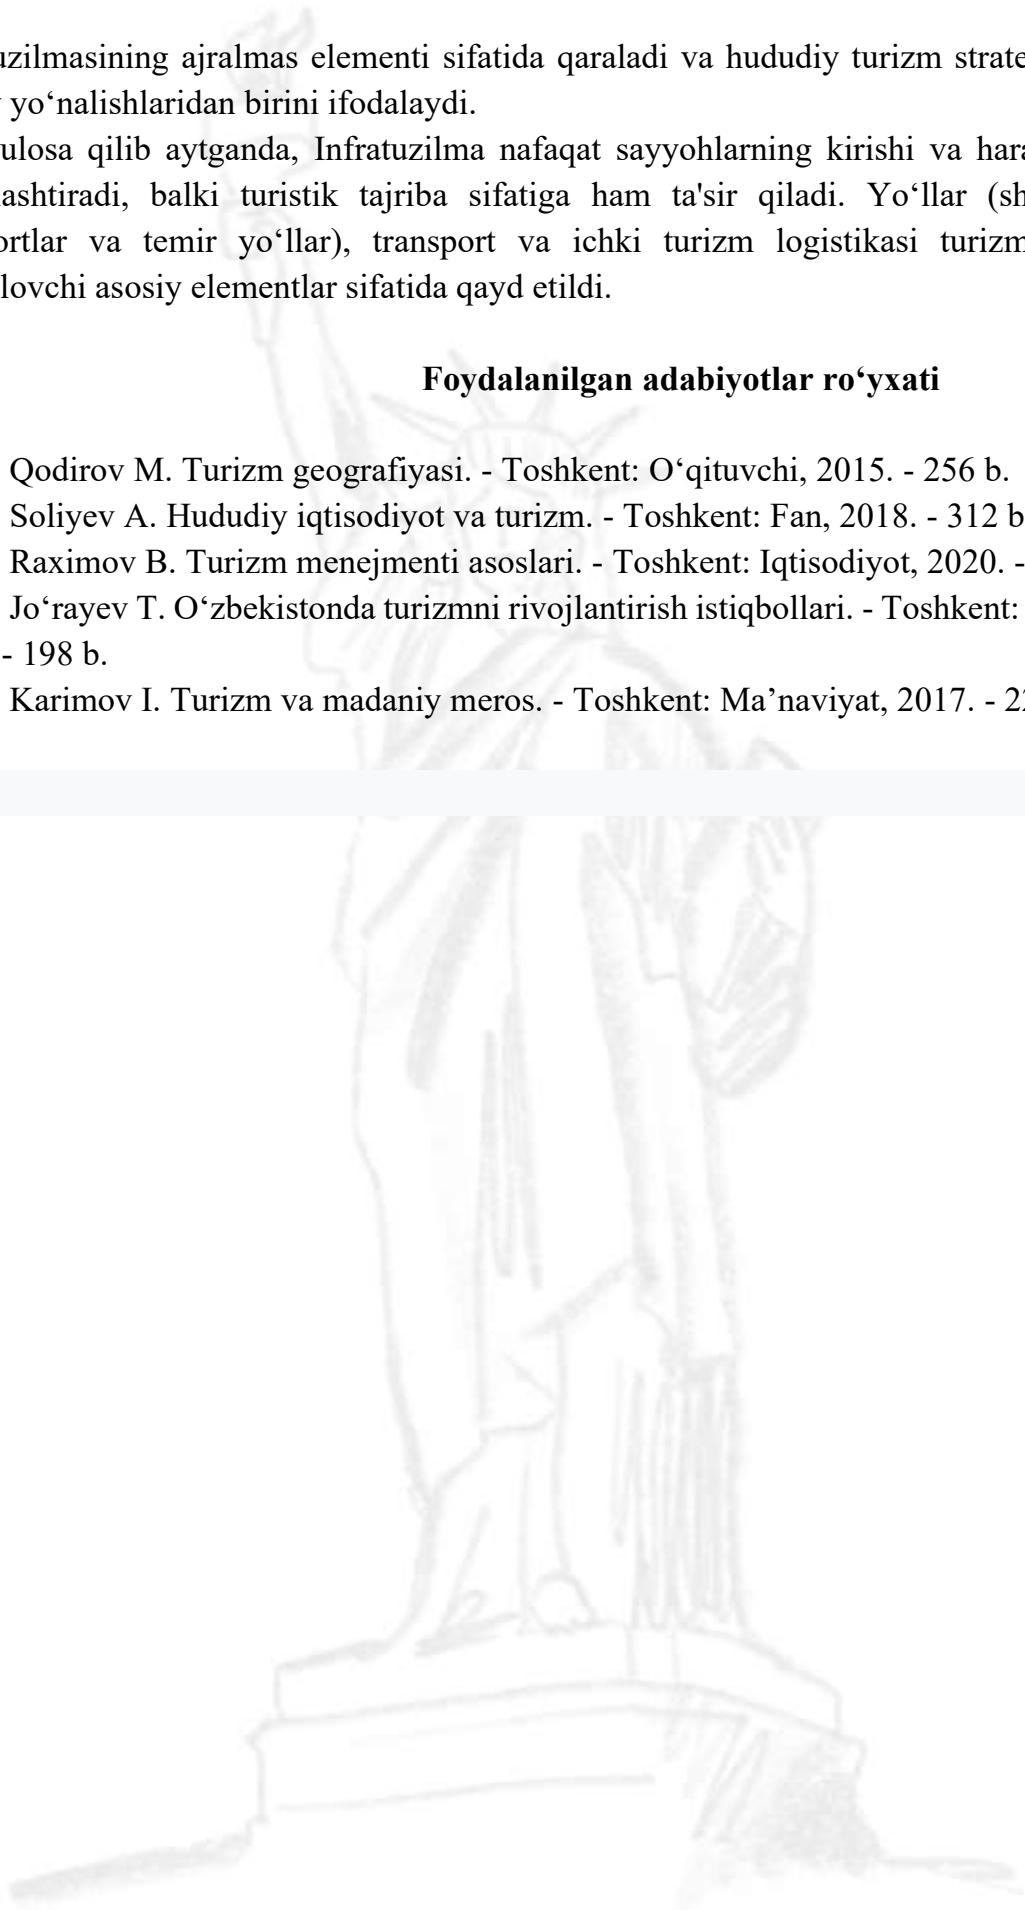 uzilmasining ajralmas elementi sifatida qaraladi va hududiy turizm strate
yo‘nalishlaridan birini ifodalaydi.
ulosa qilib aytganda, Infratuzilma nafaqat sayyohlarning kirishi va hara
ashtiradi, balki turistik tajriba sifatiga ham ta'sir qiladi. Yo‘llar (sh
ortlar va temir yo‘llar), transport va ichki turizm logistikasi turizm
lovchi asosiy elementlar sifatida qayd etildi.
Foydalanilgan adabiyotlar ro‘yxati
Qodirov M. Turizm geografiyasi. - Toshkent: O‘qituvchi, 2015. - 256 b.
Soliyev A. Hududiy iqtisodiyot va turizm. - Toshkent: Fan, 2018. - 312 b
Raximov B. Turizm menejmenti asoslari. - Toshkent: Iqtisodiyot, 2020. -
Jo‘rayev T. O‘zbekistonda turizmni rivojlantirish istiqbollari. - Toshkent:
- 198 b.
Karimov I. Turizm va madaniy meros. - Toshkent: Ma’naviyat, 2017. - 22